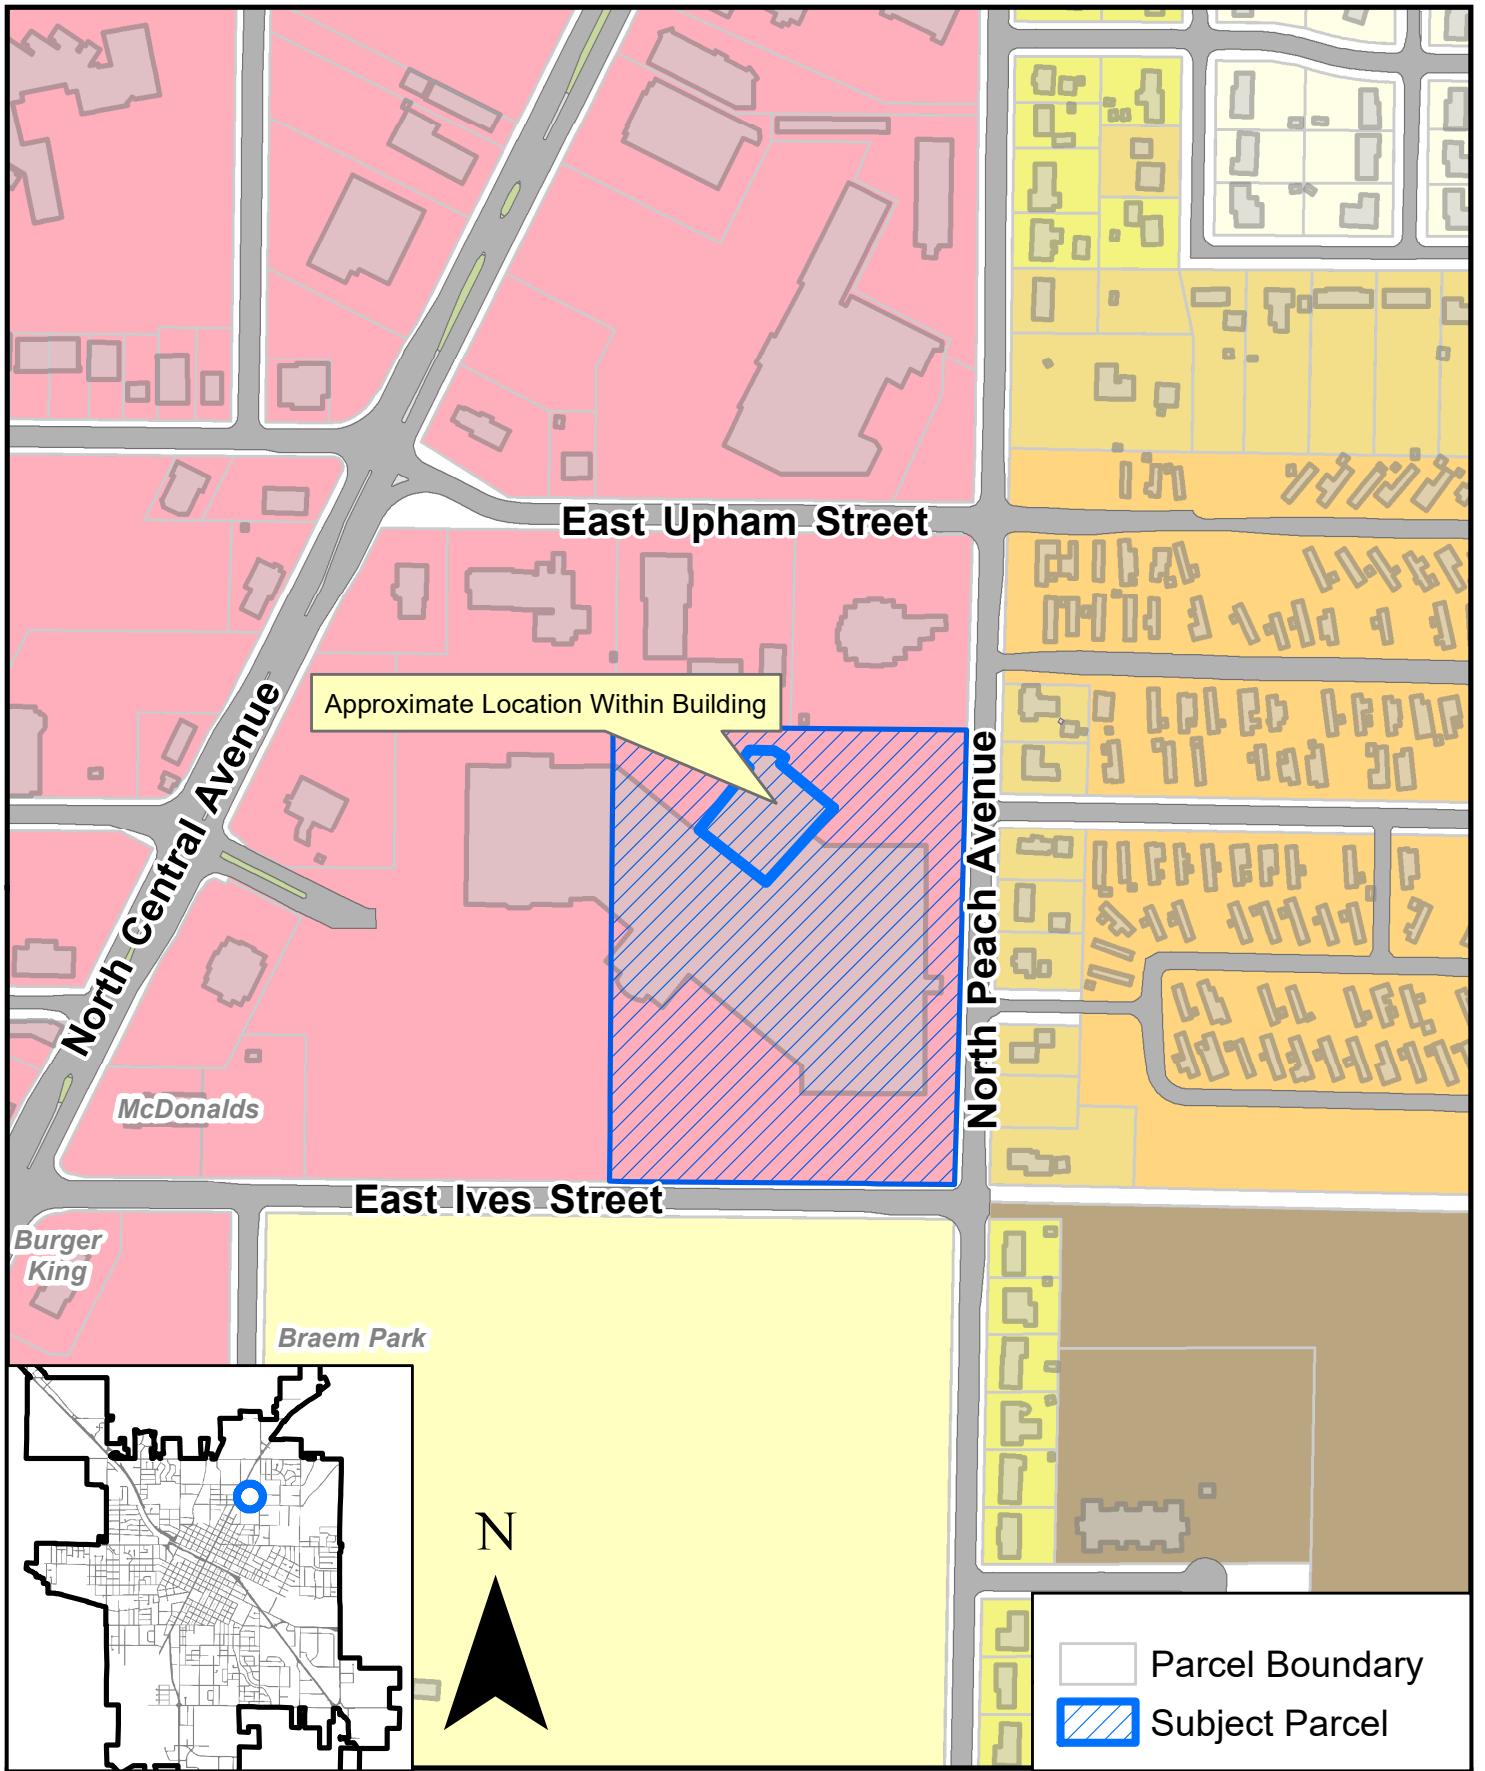 East Upham Street
North Central Avenue
Approximate Location Within Building
North Peach Avenue
McDonalds
East Ives Street
Burger
King
Braem Park
N
Parcel Boundary
Subject Parcel